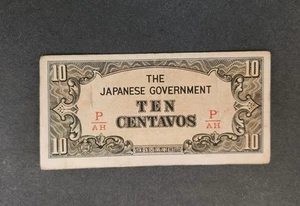 10 10
THE
JAPANESE GOVERNMENT
TEN
CENTAVOS
P/AH P/AH
10 10